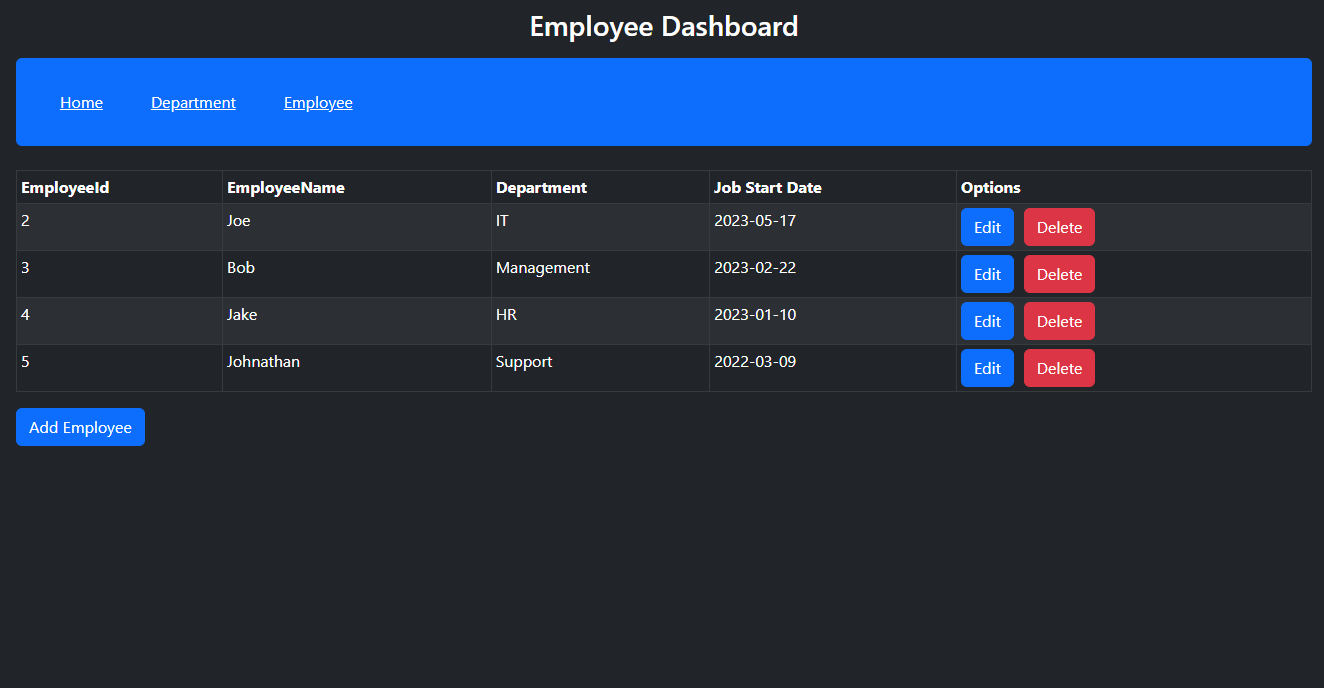 Employee Dashboard
Home Department Employee
EmployeeId EmployeeName Department Job Start Date Options
2 Joe IT 2023-05-17 Edit Delete
3 Bob Management 2023-02-22 Edit Delete
4 Jake HR 2023-01-10 Edit Delete
5 Johnathan Support 2022-03-09 Edit Delete
Add Employee